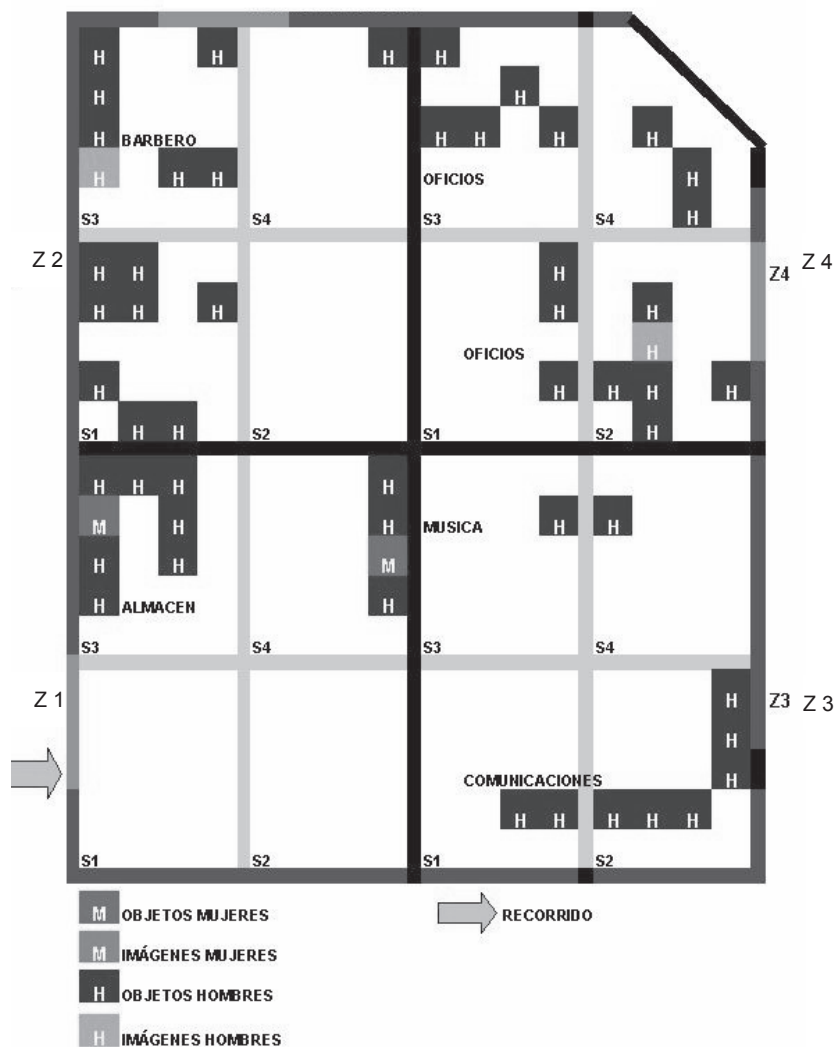 H H H H
H H
H BARBERO H H H H
H H H OFICIOS H
S3 S4 S3 S4 H
Z 2 H H H Z4 Z 4
H H H H H
OFICIOS H
H H H H H
S1 H H S2 S1 S2 H
H H H H
M H H MUSICA H H
H H M
H ALMACEN H
S3 S4 S3 S4
Z 1 H Z3 Z 3
H
COMUNICACIONES H
H H H H H
S1 S2 S1 S2
M OBJETOS MUJERES
RECORRIDO
M IMÁGENES MUJERES
H OBJETOS HOMBRES
H IMÁGENES HOMBRES